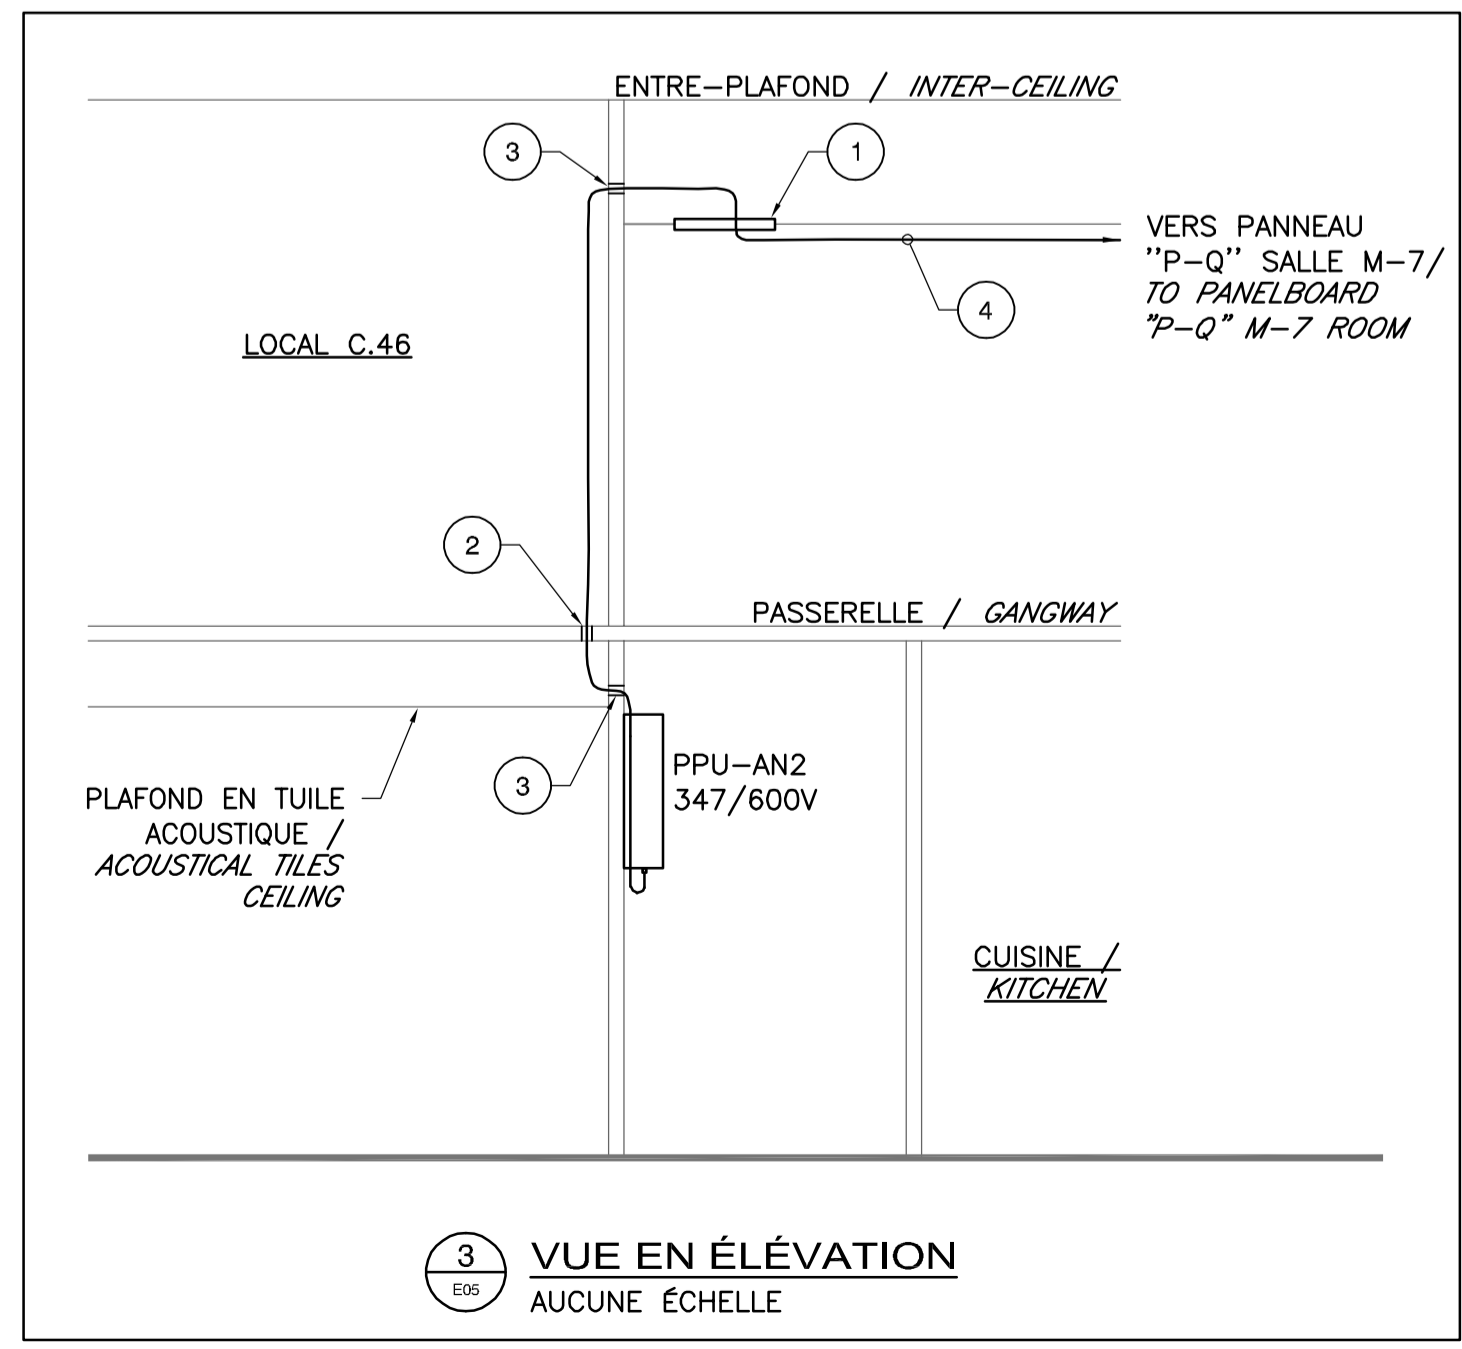 ENTRE-PLAFOND / INTER-CEILING
3
1
VERS PANNEAU
''P-Q'' SALLE M-7/
TO PANELBOARD
"P-Q" M-7 ROOM
4
LOCAL C.46
2
PASSERELLE / GANGWAY
3
PPU-AN2
347/600V
PLAFOND EN TUILE
ACOUSTIQUE /
ACOUSTICAL TILES
CEILING
CUISINE /
KITCHEN
3
E05
VUE EN ÉLÉVATION
AUCUNE ÉCHELLE